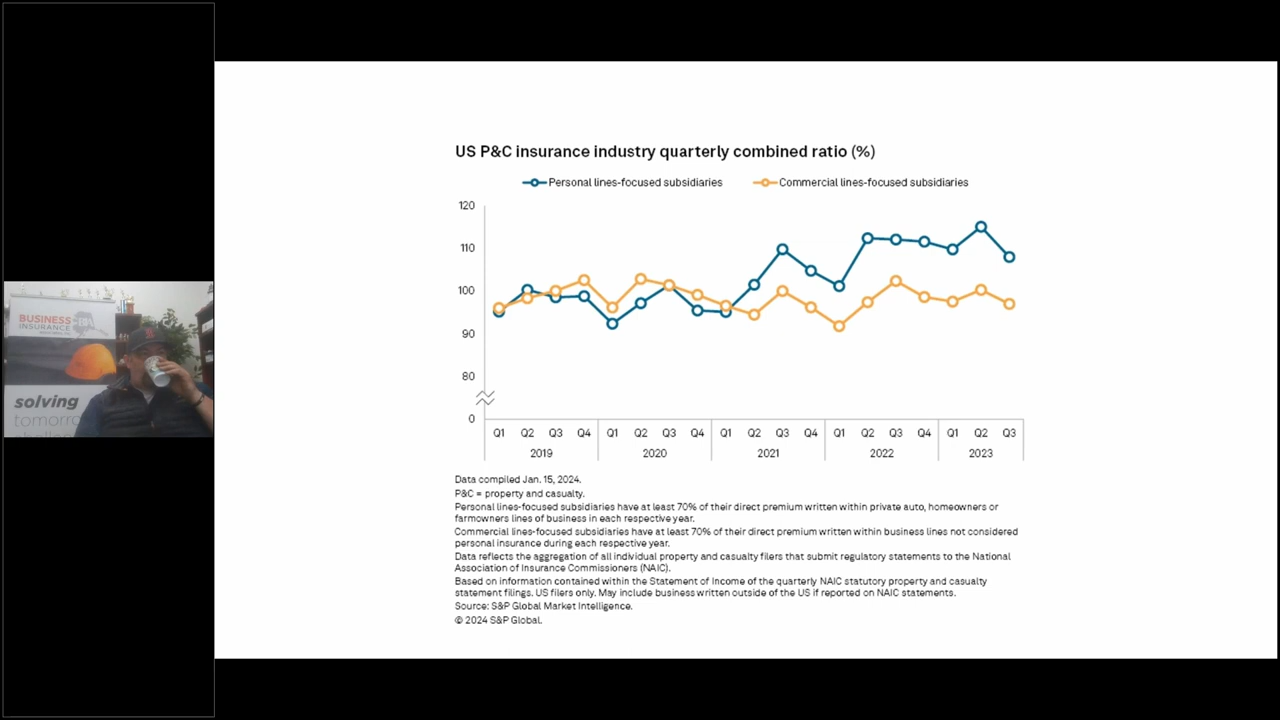 US P&C insurance industry quarterly combined ratio (%)
Personal lines-focused subsidiaries
Commercial lines-focused subsidiaries
120
110
100
90
80
0
Q1 Q2 Q3 Q4 Q1 Q2 Q3 Q4 Q1 Q2 Q3 Q4 Q1 Q2 Q3 Q4 Q1 Q2 Q3
2019 2020 2021 2022 2023
Data compiled Jan. 15, 2024.
P&C = property and casualty.
Personal lines-focused subsidiaries have at least 70% of their direct premium written within private auto, homeowners or
farmowners lines of business in each respective year.
Commercial lines-focused subsidiaries have at least 70% of their direct premium written within business lines not considered
personal insurance during each respective year.
Data reflects the aggregation of all individual property and casualty filers that submit regulatory statements to the National
Association of Insurance Commissioners (NAIC).
Based on information contained within the Statement of Income of the quarterly NAIC statutory property and casualty
statement filings. US filers only. May include business written outside of the US if reported on NAIC statements.
Source: S&P Global Market Intelligence.
© 2024 S&P Global.
BUSINESS
INSURANCE
solving
tomorro